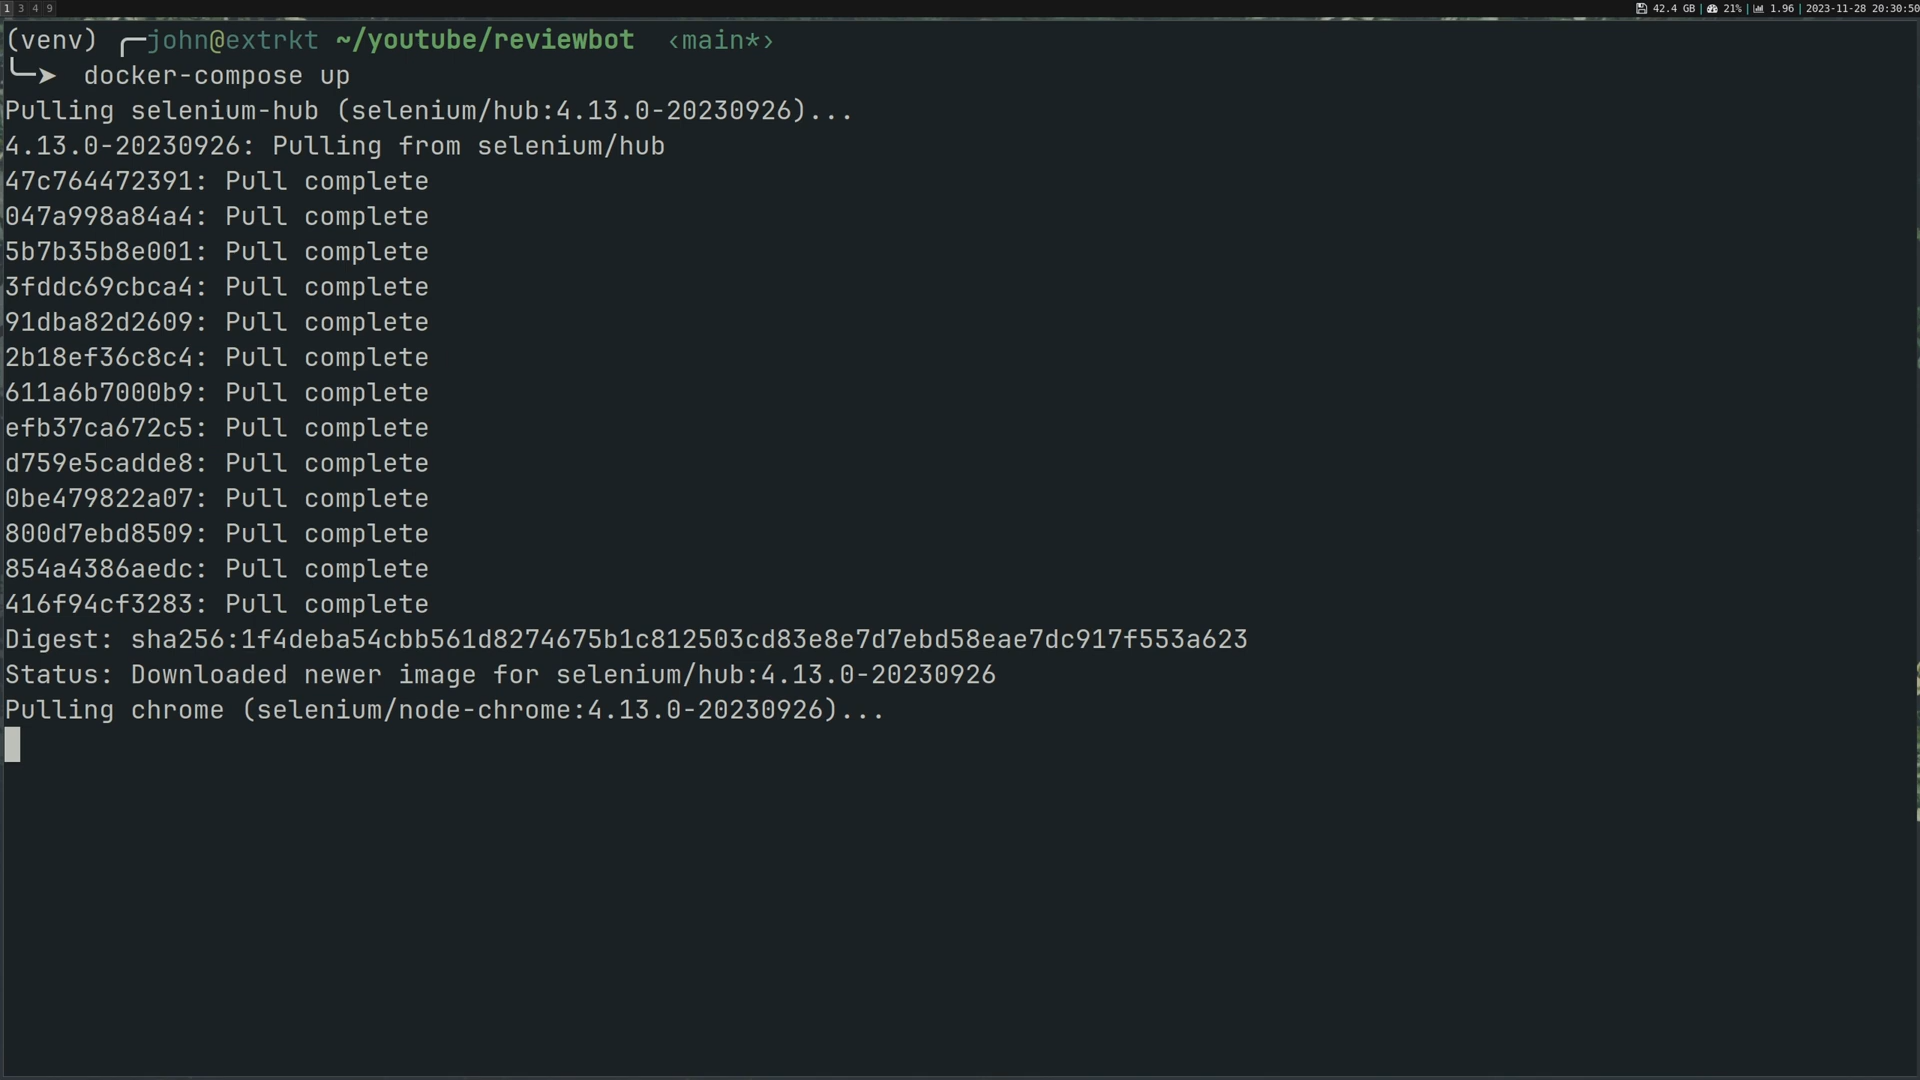 1 3 4 9
42.4 GB | 21% | 1.96 | 2023-11-28 20:30:50
(venv) ╭─john@extrkt ~/youtube/reviewbot ‹main*›
╰─➤ docker-compose up
Pulling selenium-hub (selenium/hub:4.13.0-20230926)...
4.13.0-20230926: Pulling from selenium/hub
47c764472391: Pull complete
047a998a84a4: Pull complete
5b7b35b8e001: Pull complete
3fddc69cbca4: Pull complete
91dba82d2609: Pull complete
2b18ef36c8c4: Pull complete
611a6b7000b9: Pull complete
efb37ca672c5: Pull complete
d759e5cadde8: Pull complete
0be479822a07: Pull complete
800d7ebd8509: Pull complete
854a4386aedc: Pull complete
416f94cf3283: Pull complete
Digest: sha256:1f4deba54cbb561d8274675b1c812503cd83e8e7d7ebd58eae7dc917f553a623
Status: Downloaded newer image for selenium/hub:4.13.0-20230926
Pulling chrome (selenium/node-chrome:4.13.0-20230926)...